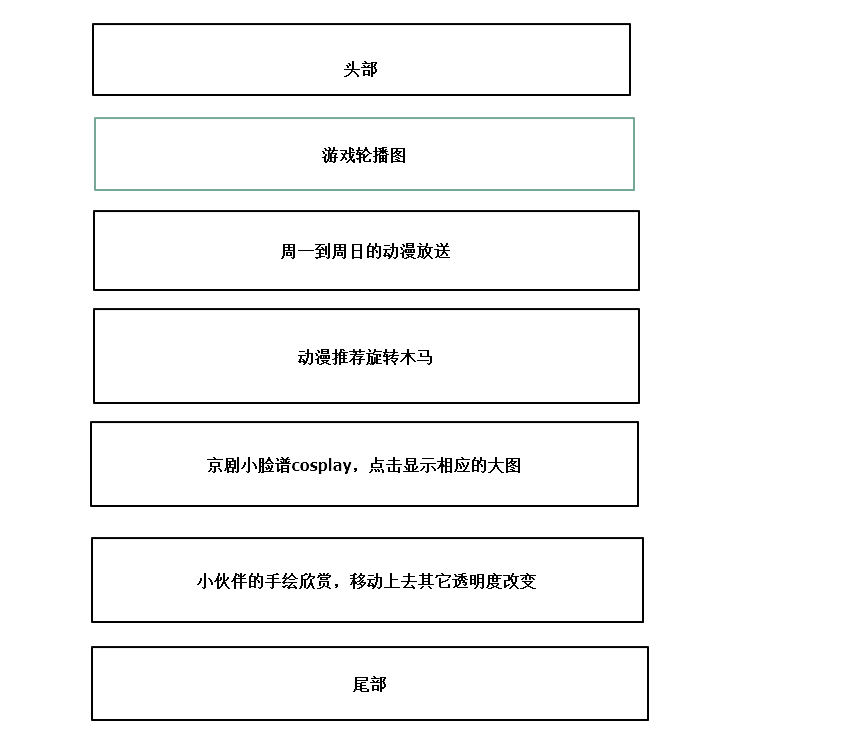 头部
游戏轮播图
周一到周日的动漫放送
动漫推荐旋转木马
京剧小脸谱cosplay，点击显示相应的大图
小伙伴的手绘欣赏，移动上去其它透明度改变
尾部